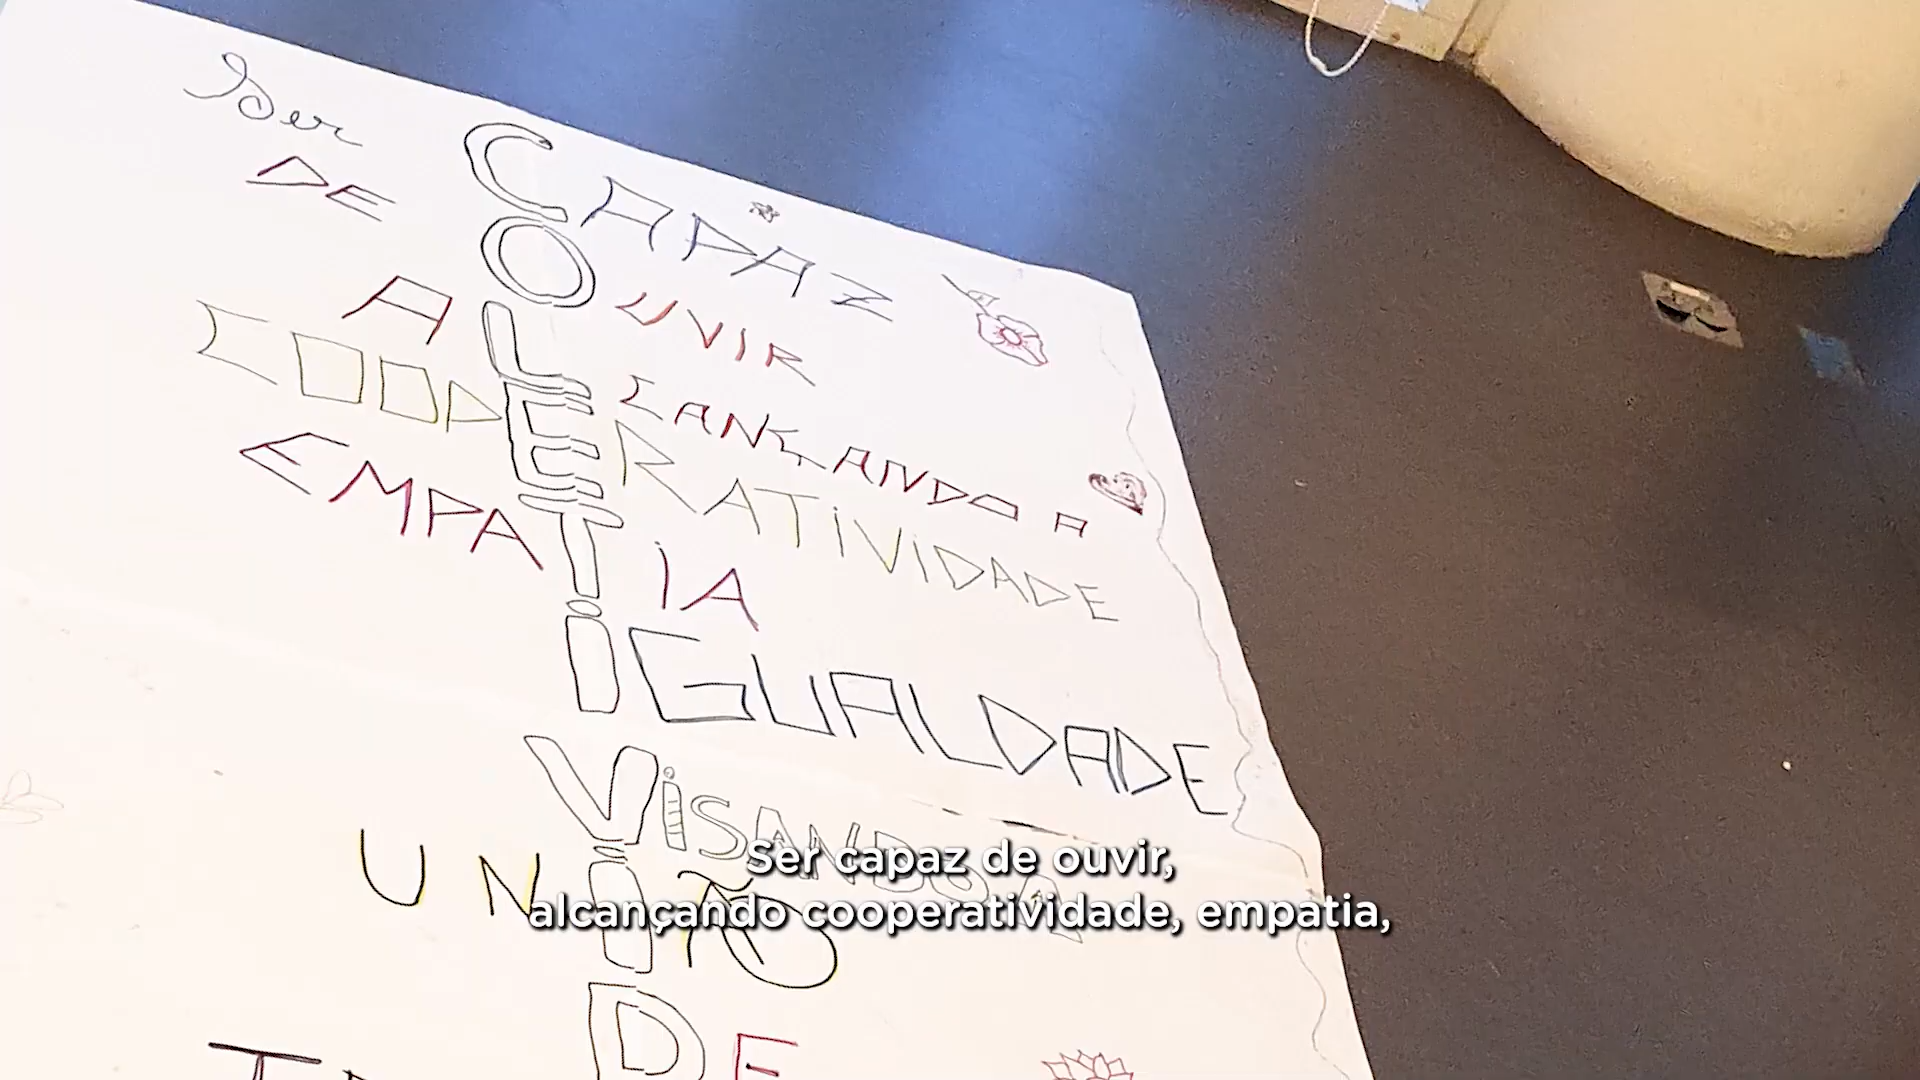 Ser CAPAZ
DE OUVIR
ALCANÇANDO A
COOPERATIVIDADE
EMPATIA
IGUALDADE
VISANDO A
UNIÃO
DE
Ser capaz de ouvir,
alcançando cooperatividade, empatia,